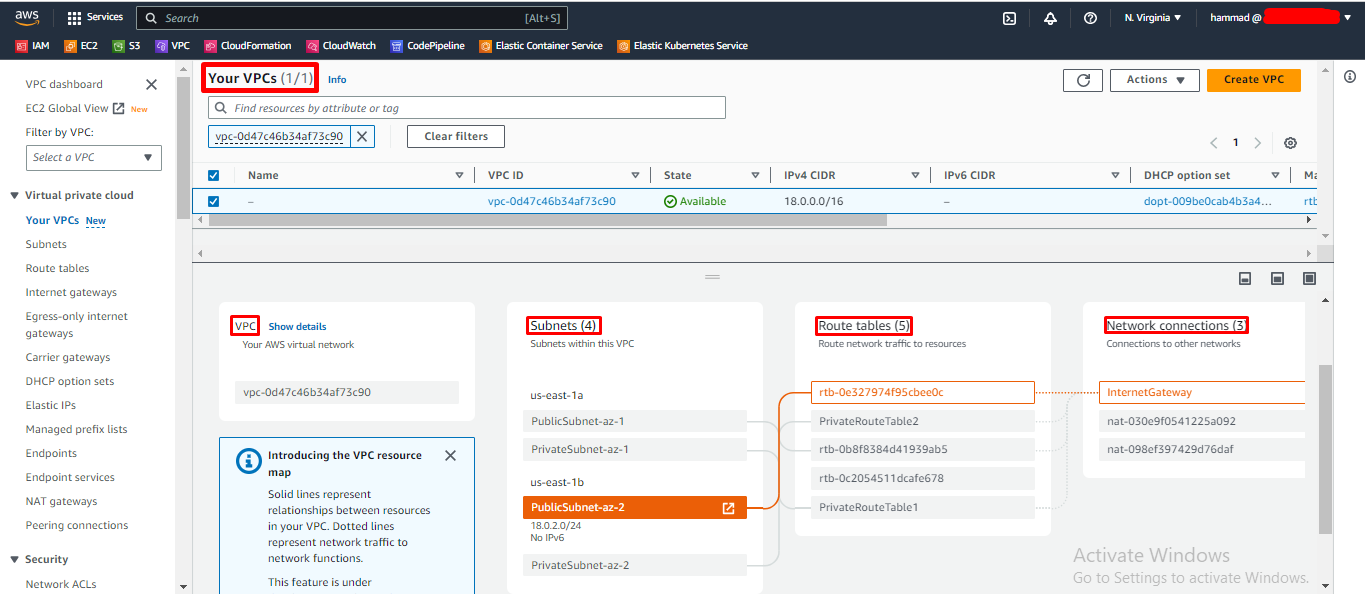 aws
Services
Search
[Alt+S]
N. Virginia
hammad @
IAM
EC2
S3
VPC
CloudFormation
CloudWatch
CodePipeline
Elastic Container Service
Elastic Kubernetes Service
VPC dashboard
EC2 Global View New
Filter by VPC:
Select a VPC
Virtual private cloud
Your VPCs New
Subnets
Route tables
Internet gateways
Egress-only internet
gateways
Carrier gateways
DHCP option sets
Elastic IPs
Managed prefix lists
Endpoints
Endpoint services
NAT gateways
Peering connections
Security
Network ACLs
Your VPCs (1/1) Info
Actions
Create VPC
Find resources by attribute or tag
vpc-0d47c46b34af73c90
Clear filters
1
Name VPC ID State IPv4 CIDR IPv6 CIDR DHCP option set Ma
– vpc-0d47c46b34af73c90 Available 18.0.0.0/16 – dopt-009be0cab4b3a4... rtb
VPC Show details
Your AWS virtual network
vpc-0d47c46b34af73c90
Introducing the VPC resource
map
Solid lines represent
relationships between resources
in your VPC. Dotted lines
represent network traffic to
network functions.
This feature is under
Subnets (4)
Subnets within this VPC
us-east-1a
PublicSubnet-az-1
PrivateSubnet-az-1
us-east-1b
PublicSubnet-az-2
18.0.2.0/24
No IPv6
PrivateSubnet-az-2
Route tables (5)
Route network traffic to resources
rtb-0e327974f95cbee0c
PrivateRouteTable2
rtb-0b8f8384d41939ab5
rtb-0c2054511dcafe678
PrivateRouteTable1
Network connections (3)
Connections to other networks
InternetGateway
nat-030e9f0541225a092
nat-098ef397429d76daf
Activate Windows
Go to Settings to activate Windows.